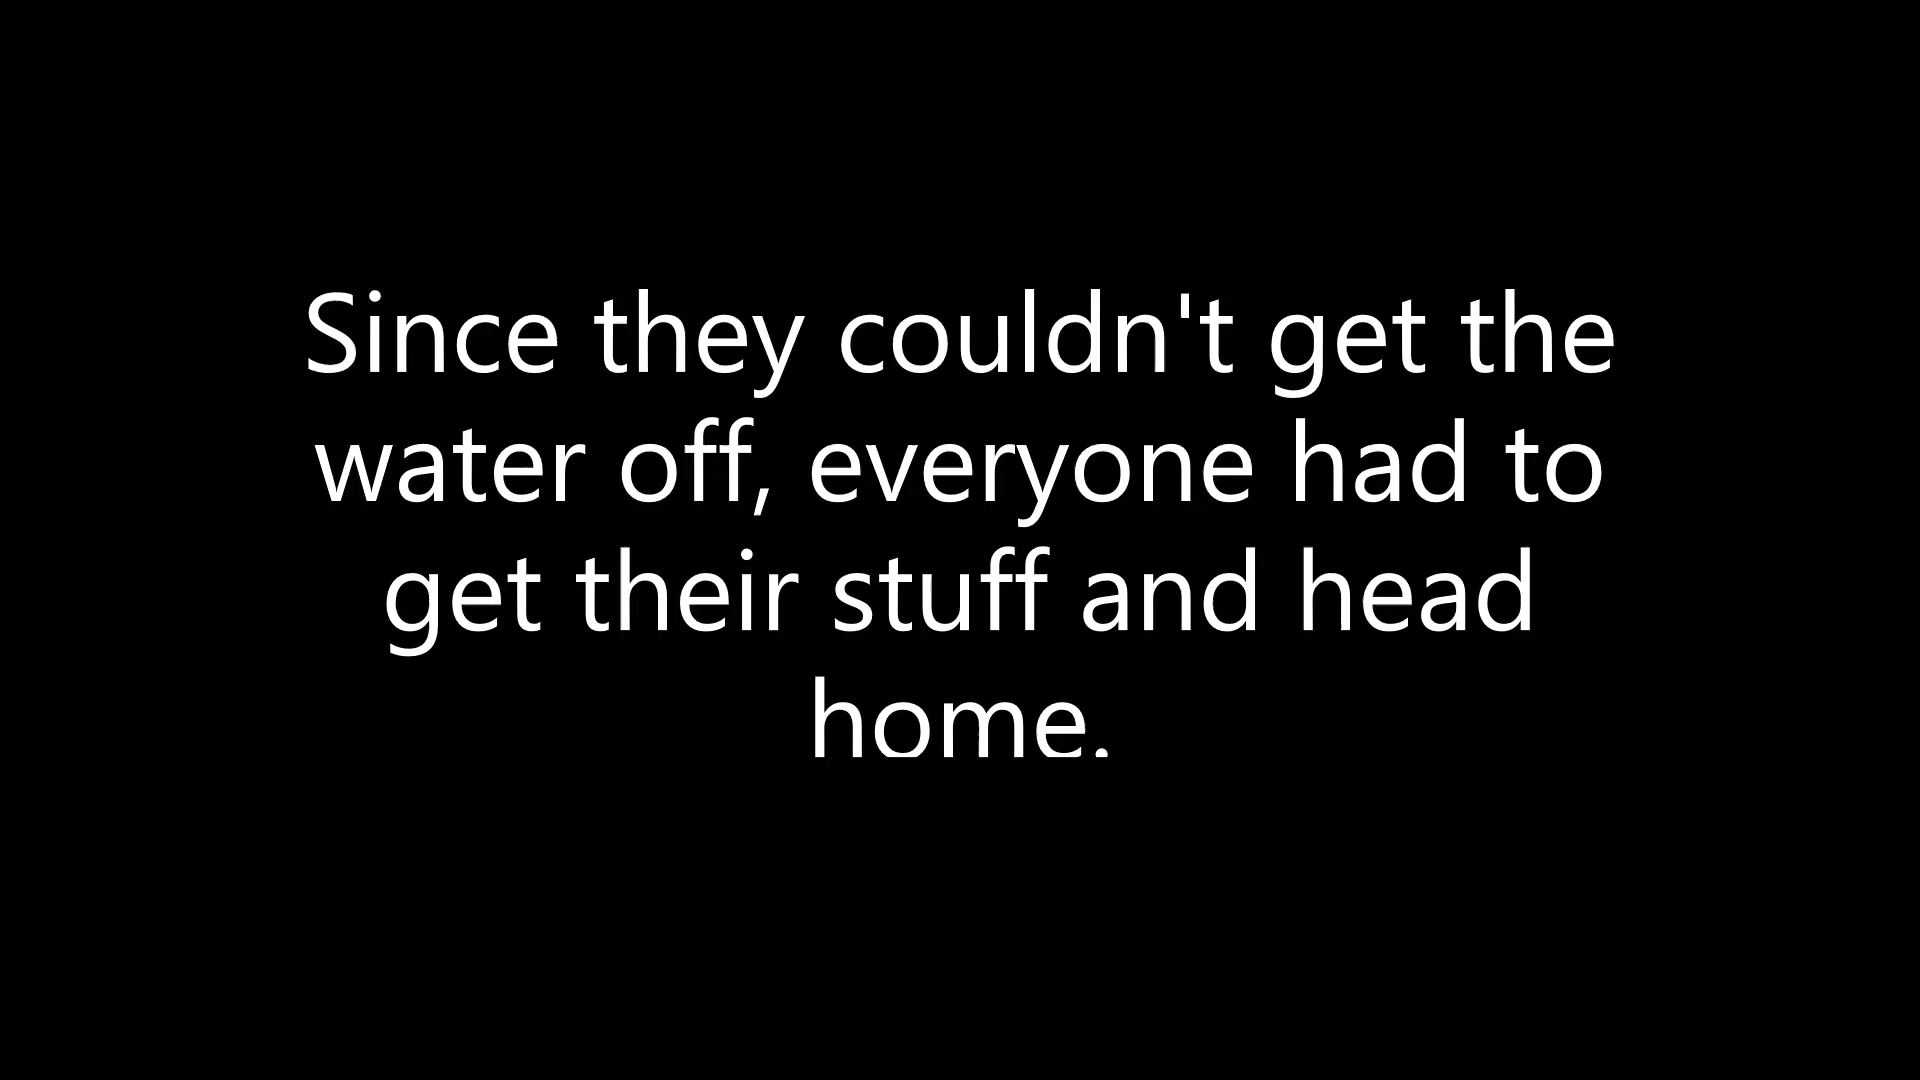 Since they couldn't get the
water off, everyone had to
get their stuff and head
home.